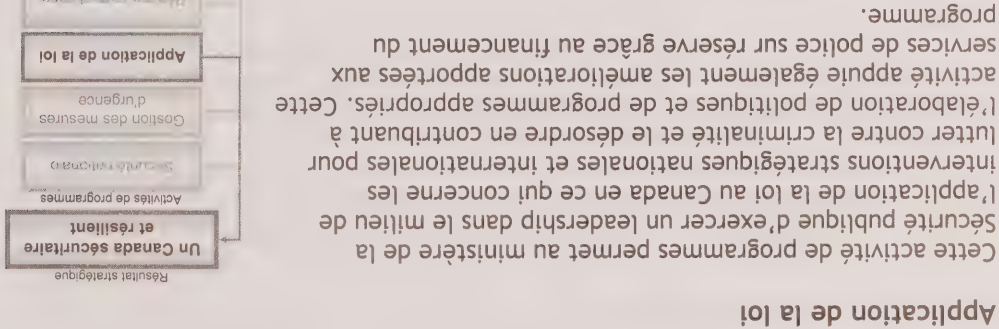 Application de la loi
Cette activité de programmes permet au ministère de la
Sécurité publique d'exercer un leadership dans le milieu de
l'application de la loi au Canada en ce qui concerne les
interventions stratégiques nationales et internationales pour
lutter contre la criminalité et le désordre en contribuant à
l'élaboration de politiques et de programmes appropriés. Cette
activité appuie également les améliorations apportées aux
services de police sur réserve grâce au financement du
programme.
Résultat stratégique
Un Canada sécuritaire
et résilient
Activités de programmes
Sécurité nationale
Gestion des mesures
d'urgence
Application de la loi